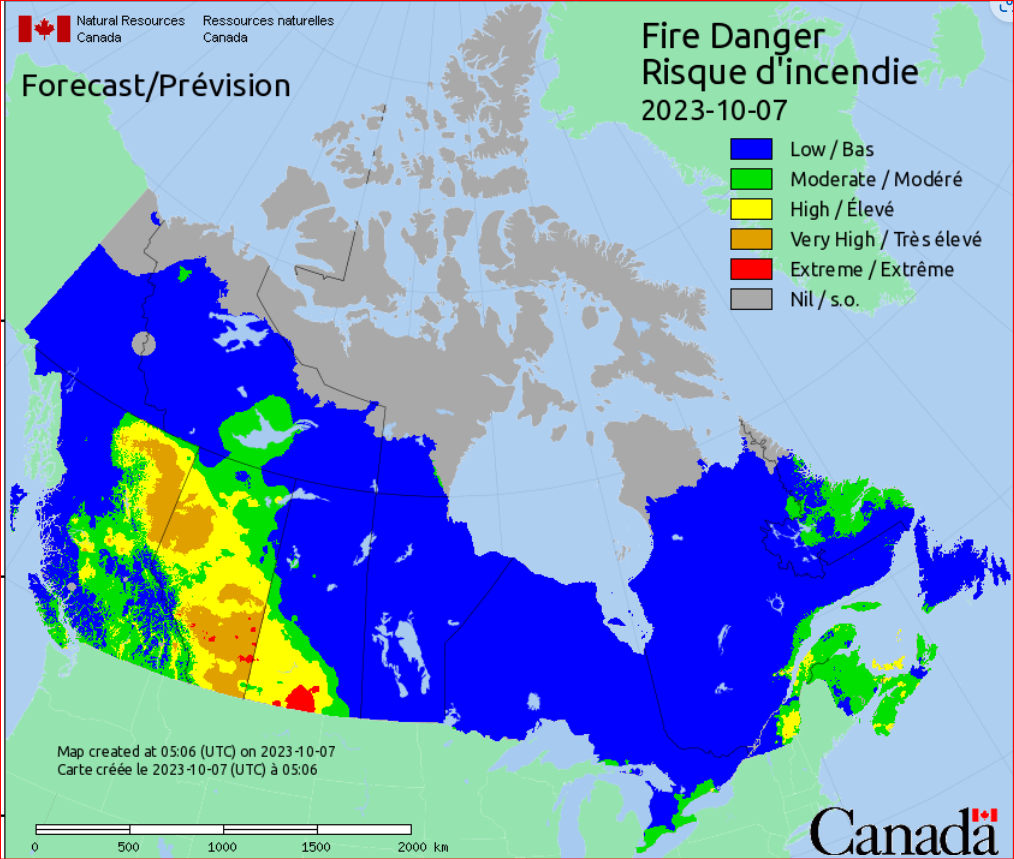 Natural Resources Ressources naturelles
Canada Canada
Forecast/Prévision
Fire Danger
Risque d'incendie
2023-10-07
Low / Bas
Moderate / Modéré
High / Élevé
Very High / Très élevé
Extreme / Extrême
Nil / s.o.
Map created at 05:06 (UTC) on 2023-10-07
Carte créée le 2023-10-07 (UTC) à 05:06
0 500 1000 1500 2000 km
Canada